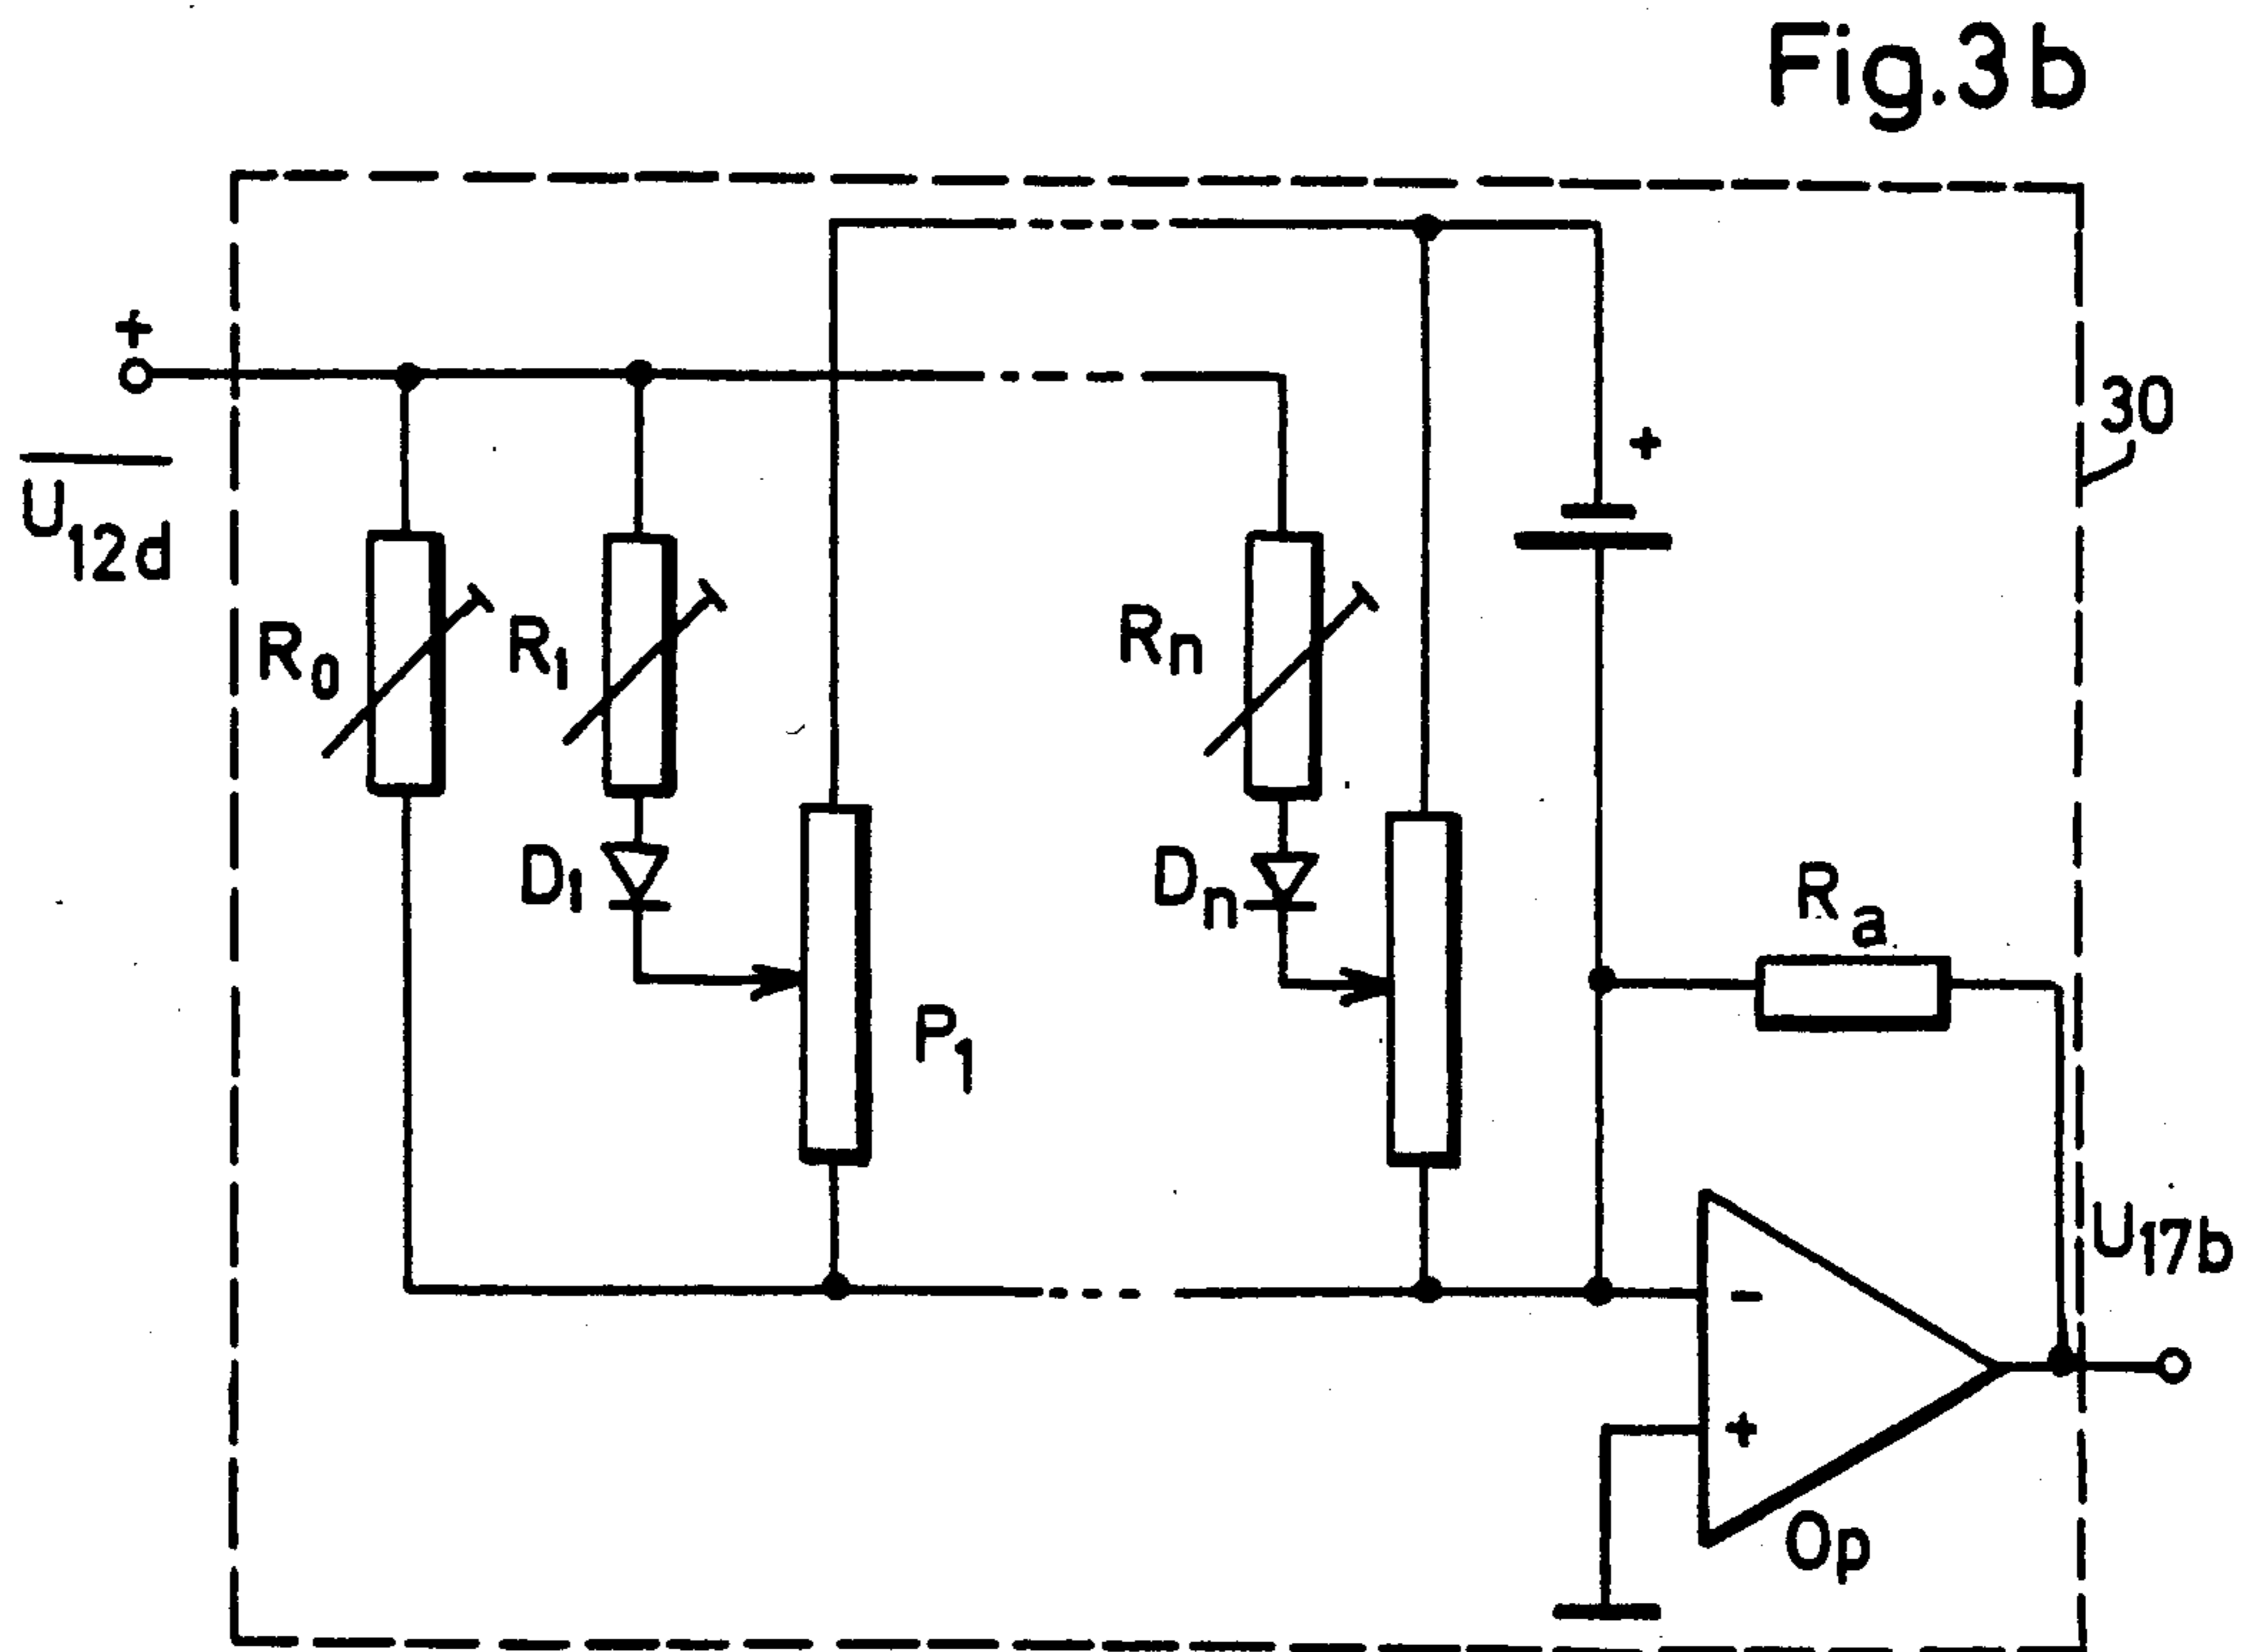 Fig.3b
+
U12d
+
30
R0
R1
Rn
D1
Dn
Ra
P1
U17b
-
+
Op